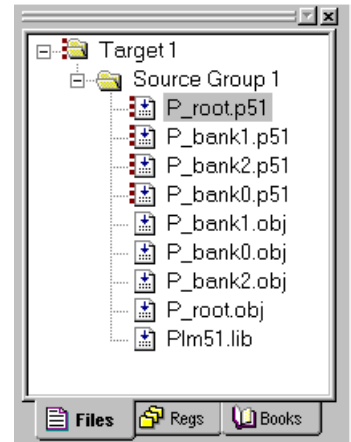 Target 1
Source Group 1
P_root.p51
P_bank1.p51
P_bank2.p51
P_bank0.p51
P_bank1.obj
P_bank0.obj
P_bank2.obj
P_root.obj
Plm51.lib
Files Regs Books